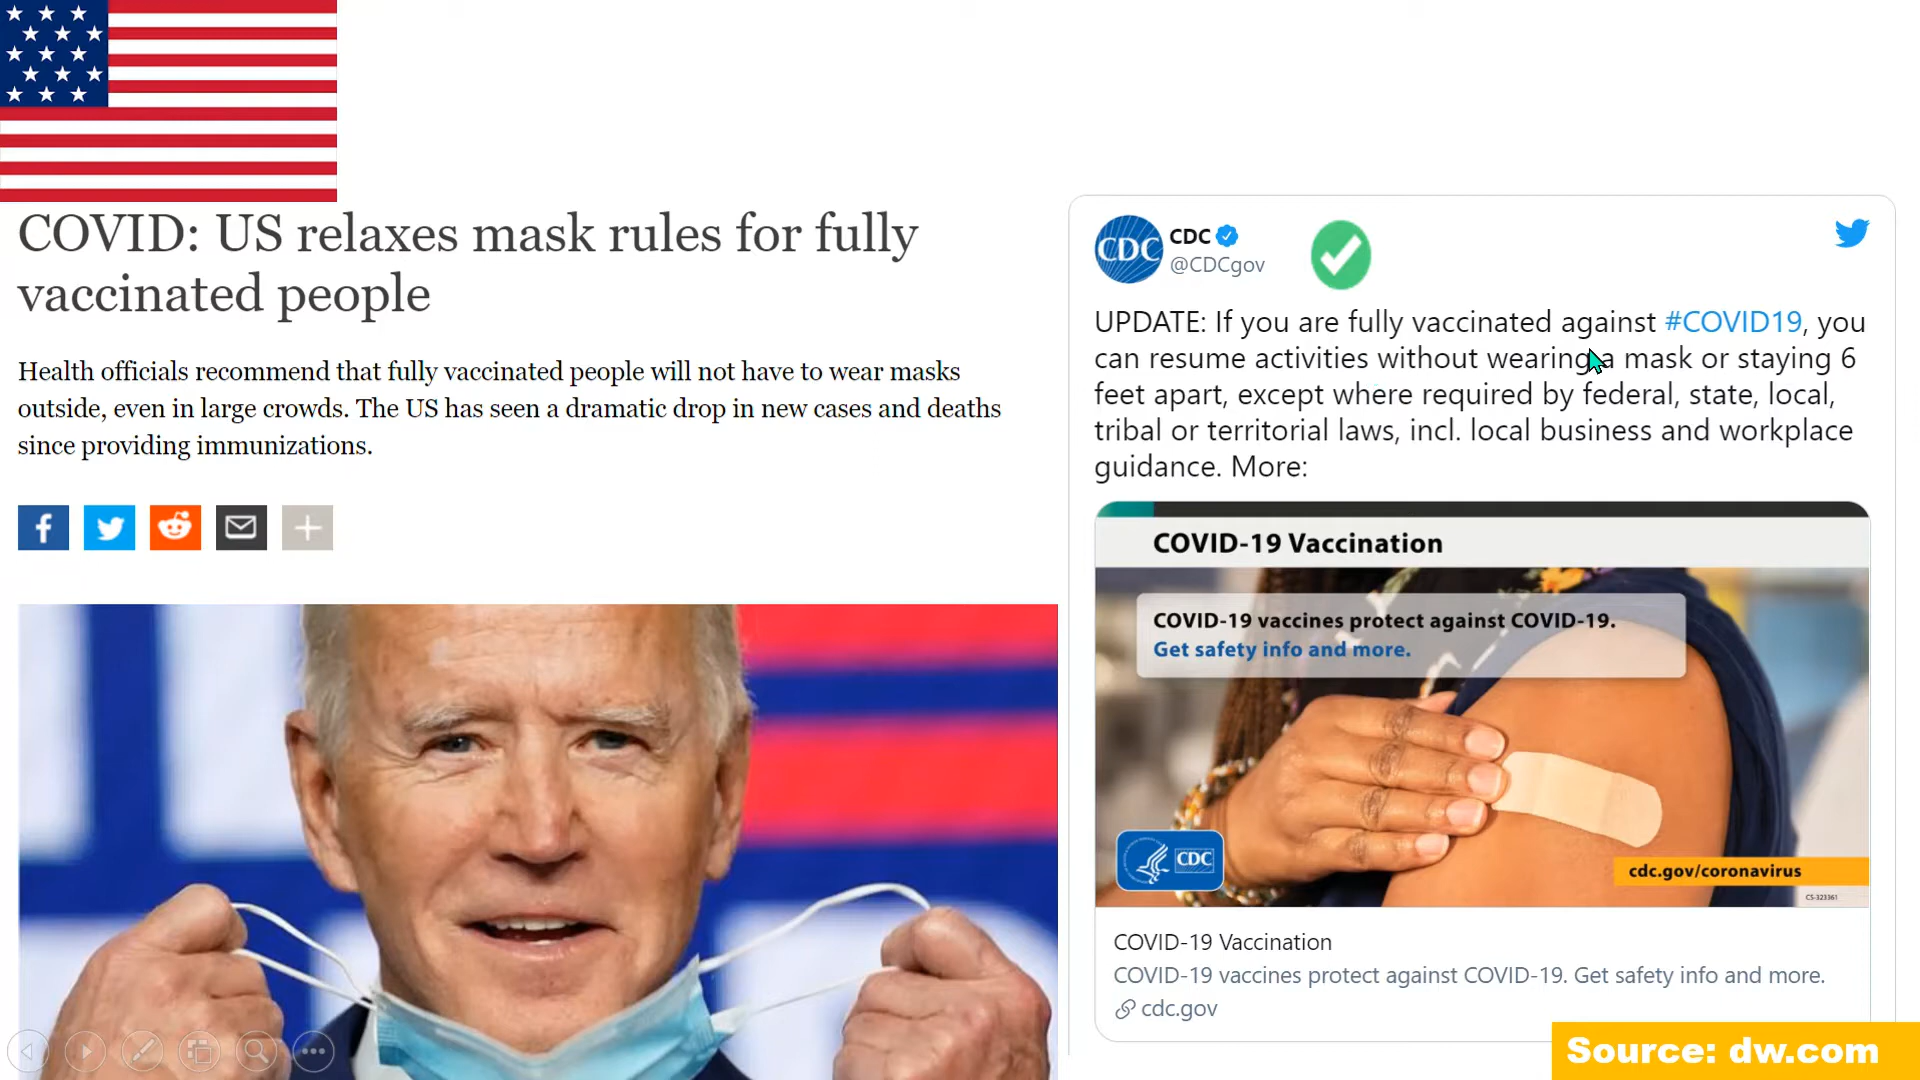 COVID: US relaxes mask rules for fully
vaccinated people
Health officials recommend that fully vaccinated people will not have to wear masks
outside, even in large crowds. The US has seen a dramatic drop in new cases and deaths
since providing immunizations.
CDC
CDC
@CDCgov
UPDATE: If you are fully vaccinated against #COVID19, you
can resume activities without wearing a mask or staying 6
feet apart, except where required by federal, state, local,
tribal or territorial laws, incl. local business and workplace
guidance. More:
COVID-19 Vaccination
COVID-19 vaccines protect against COVID-19.
Get safety info and more.
CDC
cdc.gov/coronavirus
CS-323361
COVID-19 Vaccination
COVID-19 vaccines protect against COVID-19. Get safety info and more.
cdc.gov
Source: dw.com